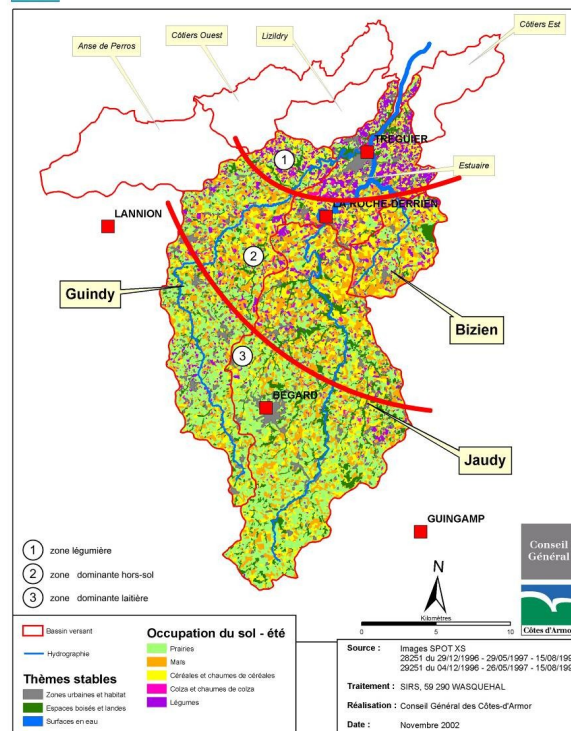 Anse de Perros
Côtiers Ouest
Lizildry
Côtiers Est
TREGUIER
1
Estuaire
LANNION
LA ROCHE-DERRIEN
2
Guindy
Bizien
3
BEGARD
Jaudy
GUINGAMP
1 zone légumière
2 zone dominante hors-sol
3 zone dominante laitière
N
Kilomètres
0 5 10
Conseil
Général
Côtes d'Armor
Bassin versant
Hydrographie
Thèmes stables
Zones urbaines et habitat
Espaces boisés et landes
Surfaces en eau
Occupation du sol - été
Prairies
Maïs
Céréales et chaumes de céréales
Colza et chaumes de colza
Légumes
Source : Images SPOT XS
28251 du 29/12/1996 - 29/05/1997 - 15/08/199
29251 du 04/12/1996 - 26/05/1997 - 15/08/199
Traitement : SIRS, 59 290 WASQUEHAL
Réalisation : Conseil Général des Côtes-d'Armor
Date : Novembre 2002